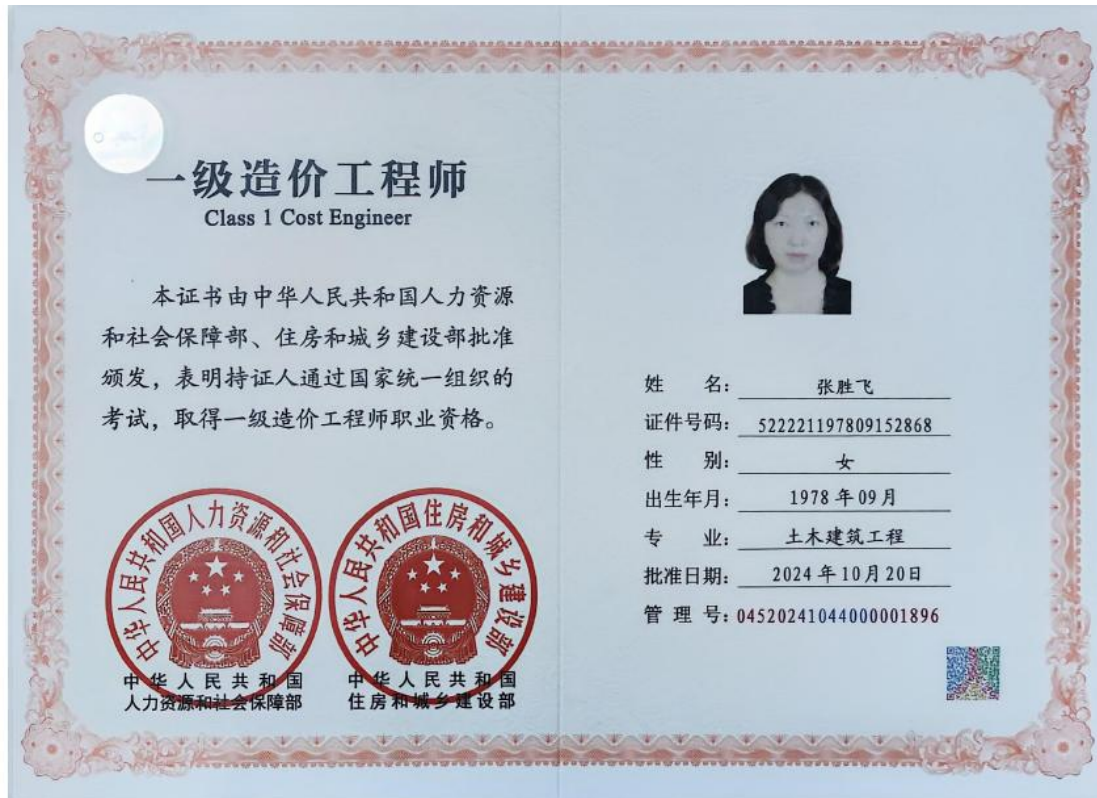 一级造价工程师
Class 1 Cost Engineer
本证书由中华人民共和国人力资源
和社会保障部、住房和城乡建设部批准
颁发，表明持证人通过国家统一组织的
考试，取得一级造价工程师职业资格。
中华人民共和国人力资源和社会保障部
中华人民共和国
人力资源和社会保障部
中华人民共和国住房和城乡建设部
中华人民共和国
住房和城乡建设部
姓 名：张胜飞
证件号码：522221197809152868
性 别：女
出生年月：1978年09月
专 业：土木建筑工程
批准日期：2024年10月20日
管 理 号：04520241044000001896